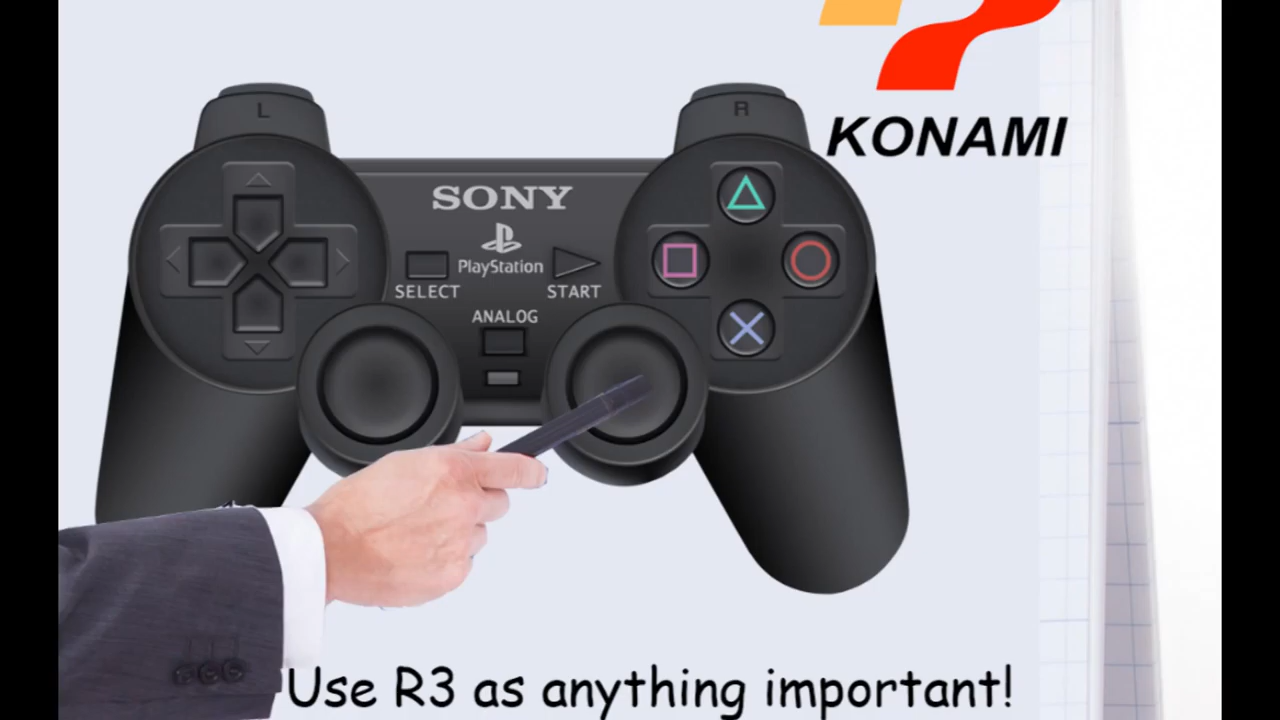 KONAMI
L
R
SONY
PlayStation
SELECT
START
ANALOG
Use R3 as anything important!